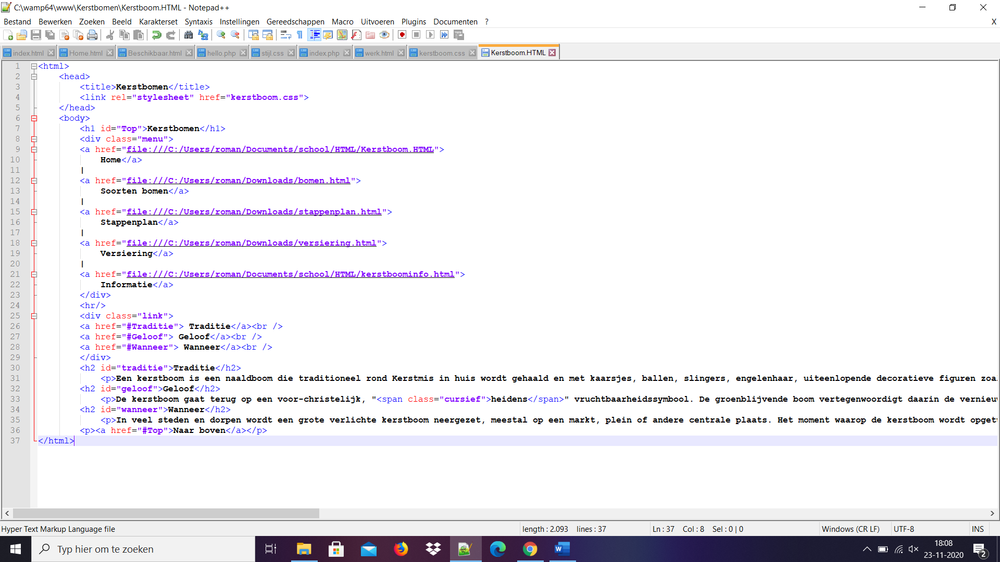 C:\wamp64\www\Kerstbomen\Kerstboom.HTML - Notepad++
Bestand Bewerken Zoeken Beeld Karakterset Syntaxis Instellingen Gereedschappen Macro Uitvoeren Plugins Documenten ? X
index.html Home.html Beschikbaar.html hello.php stijl.css index.php werk.html kerstboom.css Kerstboom.HTML
1 <html>
2 <head>
3 <title>Kerstbomen</title>
4 <link rel="stylesheet" href="kerstboom.css">
5 </head>
6 <body>
7 <h1 id="Top">Kerstbomen</h1>
8 <div class="menu">
9 <a href="file:///C:/Users/roman/Documents/school/HTML/Kerstboom.HTML">
10 Home</a>
11 |
12 <a href="file:///C:/Users/roman/Downloads/bomen.html">
13 Soorten bomen</a>
14 |
15 <a href="file:///C:/Users/roman/Downloads/stappenplan.html">
16 Stappenplan</a>
17 |
18 <a href="file:///C:/Users/roman/Downloads/versiering.html">
19 Versiering</a>
20 |
21 <a href="file:///C:/Users/roman/Documents/school/HTML/kerstboominfo.html">
22 Informatie</a>
23 </div>
24 <hr/>
25 <div class="link">
26 <a href="#Traditie"> Traditie</a><br />
27 <a href="#Geloof"> Geloof</a><br />
28 <a href="#Wanneer"> Wanneer</a><br />
29 </div>
30 <h2 id="traditie">Traditie</h2>
31 <p>Een kerstboom is een naaldboom die traditioneel rond Kerstmis in huis wordt gehaald en met kaarsjes, ballen, slingers, engelenhaar, uiteenlopende decoratieve figuren zoa
32 <h2 id="geloof">Geloof</h2>
33 <p>De kerstboom gaat terug op een voor-christelijk, "<span class="cursief">heidens</span>" vruchtbaarheidssymbool. De groenblijvende boom vertegenwoordigt daarin de vernieuw
34 <h2 id="wanneer">Wanneer</h2>
35 <p>In veel steden en dorpen wordt een grote verlichte kerstboom neergezet, meestal op een markt, plein of andere centrale plaats. Het moment waarop de kerstboom wordt opget
36 <p><a href="#Top">Naar boven</a></p>
37 </html>
Hyper Text Markup Language file length : 2.093 lines : 37 Ln : 37 Col : 8 Sel : 0 | 0 Windows (CR LF) UTF-8 INS
Typ hier om te zoeken
18:08
23-11-2020
2